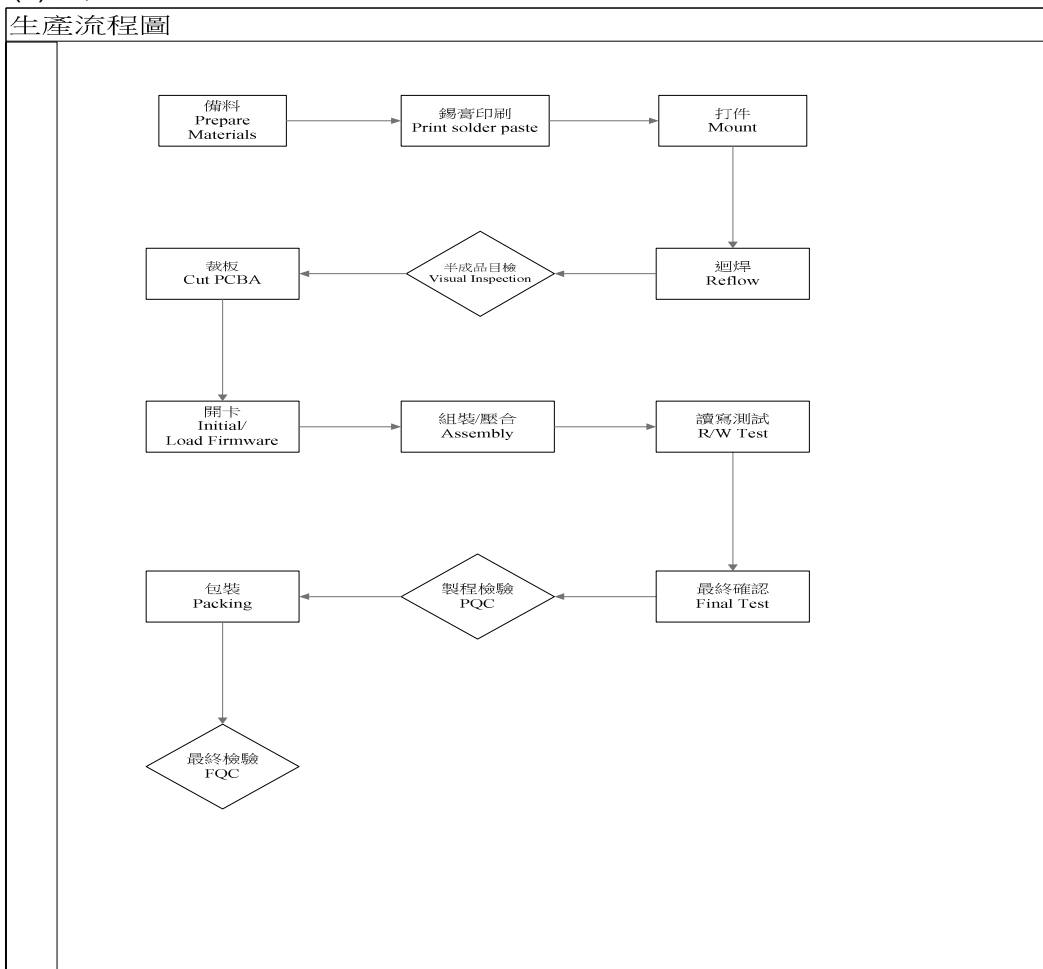 生產流程圖
備料
Prepare
Materials
錫膏印刷
Print solder paste
打件
Mount
迴焊
Reflow
半成品目檢
Visual Inspection
裁板
Cut PCBA
開卡
Initial/
Load Firmware
組裝/壓合
Assembly
讀寫測試
R/W Test
最終確認
Final Test
製程檢驗
PQC
包裝
Packing
最終檢驗
FQC